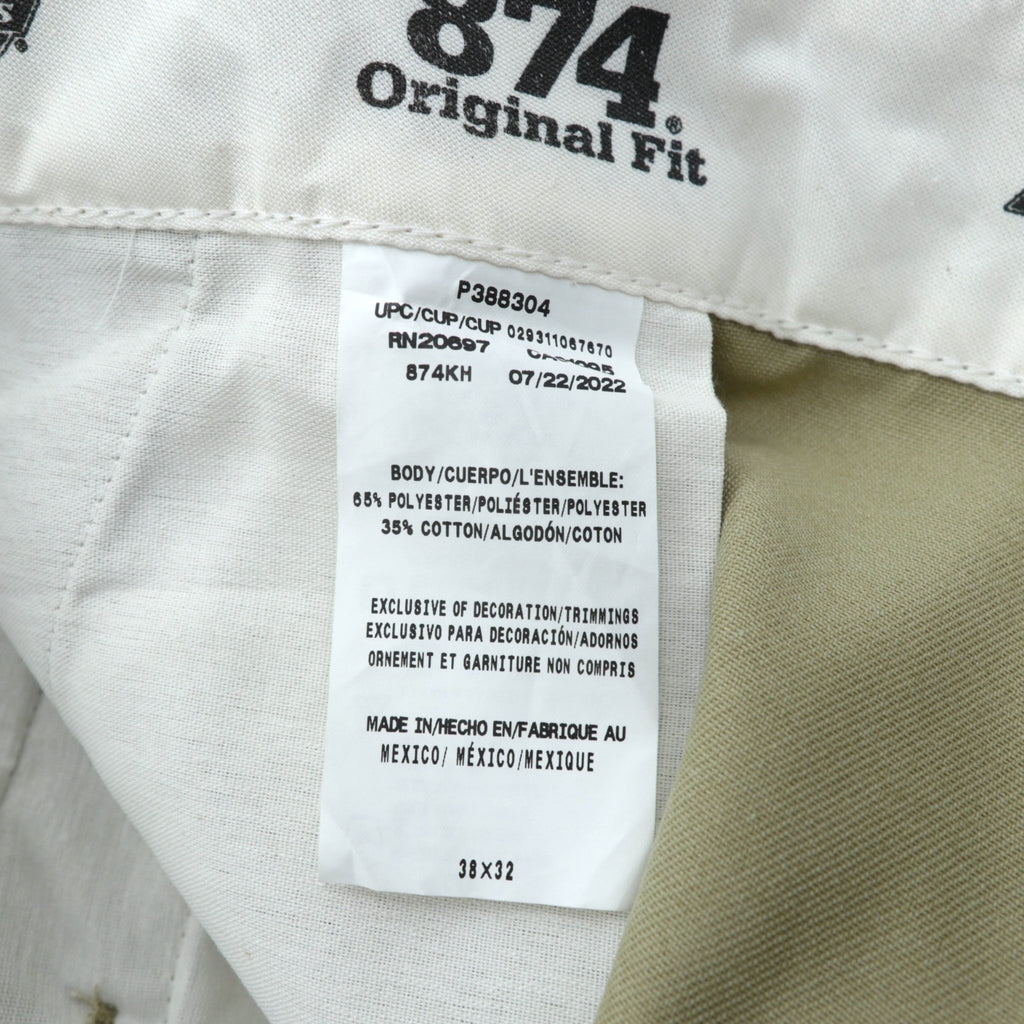 874®
Original Fit
P388304
UPC/CUP/CUP 029311067670
RN20697
874KH 07/22/2022
BODY/CUERPO/L'ENSEMBLE:
65% POLYESTER/POLIÉSTER/POLYESTER
35% COTTON/ALGODÓN/COTON
EXCLUSIVE OF DECORATION/TRIMMINGS
EXCLUSIVO PARA DECORACIÓN/ADORNOS
ORNEMENT ET GARNITURE NON COMPRIS
MADE IN/HECHO EN/FABRIQUE AU
MEXICO/ MÉXICO/MEXIQUE
38X32